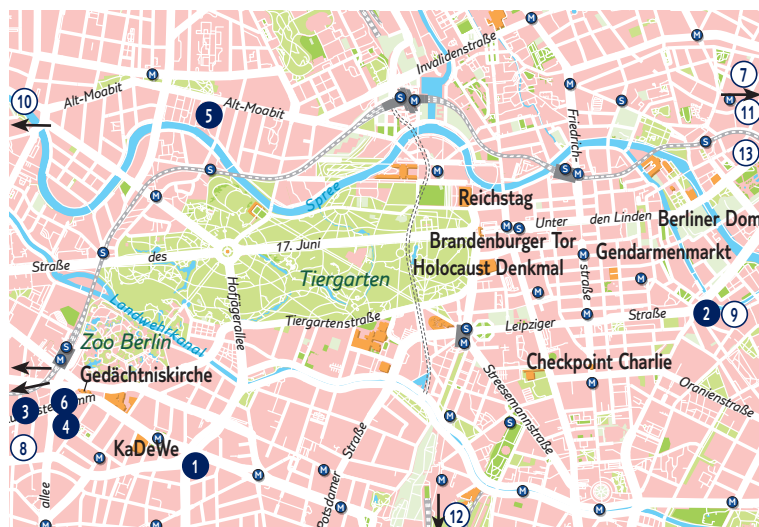 Invalidenstraße
7
10
Alt-Moabit
Alt-Moabit
5
S
M
11
Friedrich-
13
Spree
Reichstag
Unter den Linden
Berliner Dom
17. Juni
Brandenburger Tor
Gendarmenmarkt
Straße des
Holocaust Denkmal
Tiergarten
straße
Hofjägerallee
Landwehrkanal
Tiergartenstraße
Leipziger Straße
2
9
Zoo Berlin
Gedächtniskirche
Checkpoint Charlie
Stresemannstraße
Oranienstraße
3
6
4
8
KaDeWe
1
Potsdamer Straße
allee
12